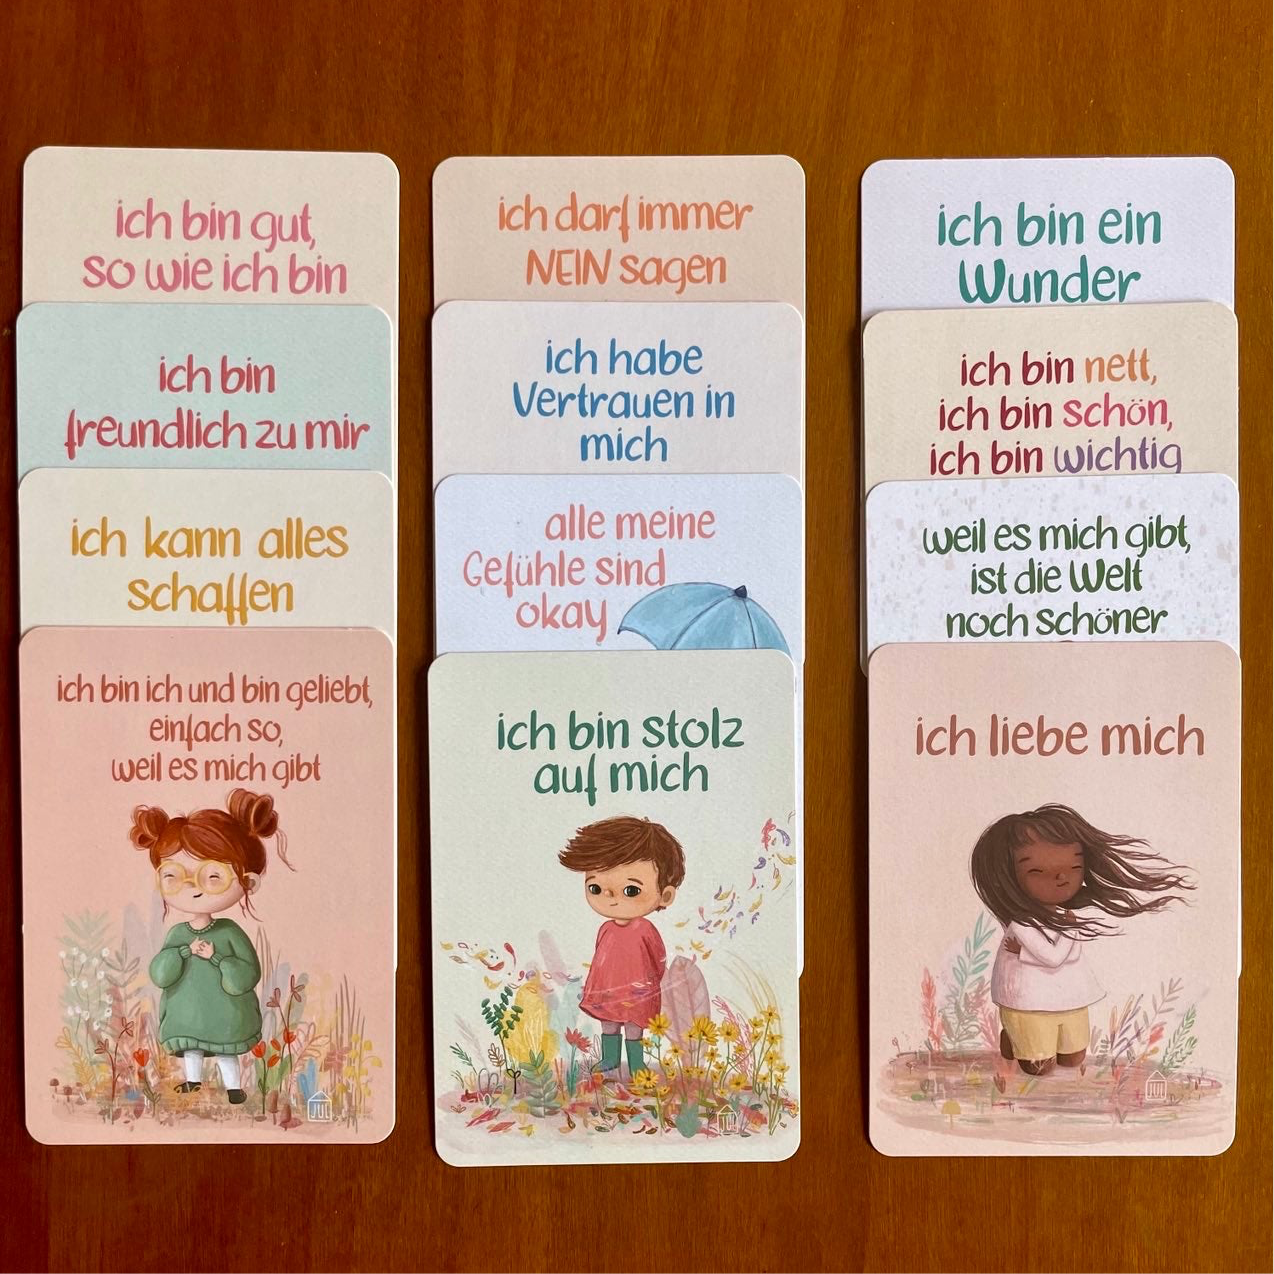 ich bin gut,
so wie ich bin
ich bin
freundlich zu mir
ich kann alles
schaffen
ich bin ich und bin geliebt,
einfach so,
weil es mich gibt
JUL
ich darf immer
NEIN sagen
ich habe
Vertrauen in
mich
alle meine
Gefühle sind
okay
ich bin stolz
auf mich
JUL
ich bin ein
Wunder
ich bin nett,
ich bin schön,
ich bin wichtig
weil es mich gibt,
ist die Welt
noch schöner
ich liebe mich
JUL